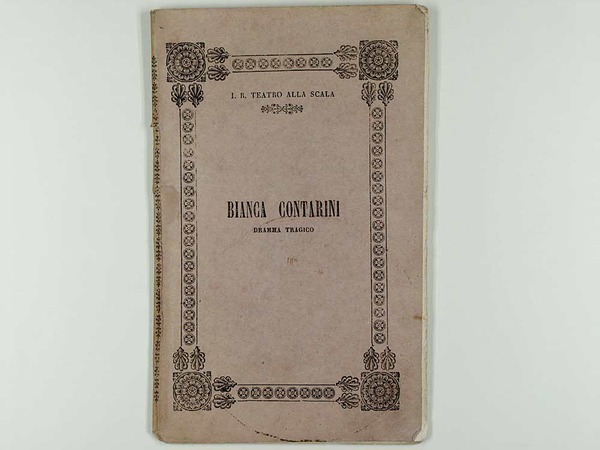 I. R. TEATRO ALLA SCALA
BIANCA CONTARINI
DRAMMA TRAGICO